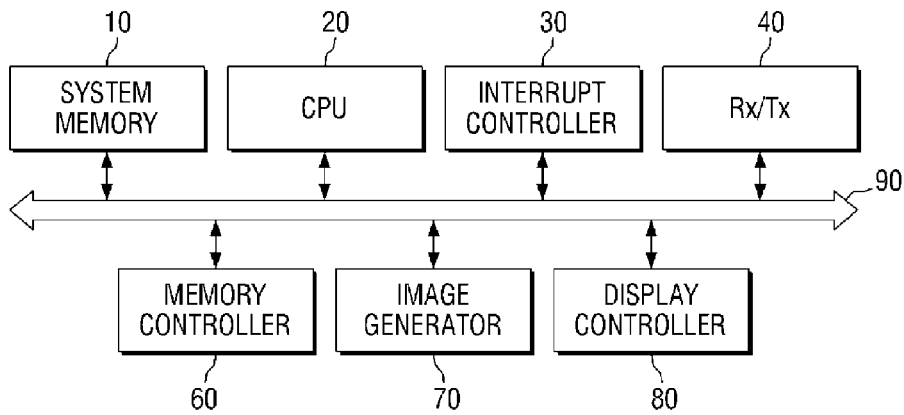 10
20
30
40
SYSTEM
MEMORY
CPU
INTERRUPT
CONTROLLER
Rx/Tx
90
MEMORY
CONTROLLER
IMAGE
GENERATOR
DISPLAY
CONTROLLER
60
70
80